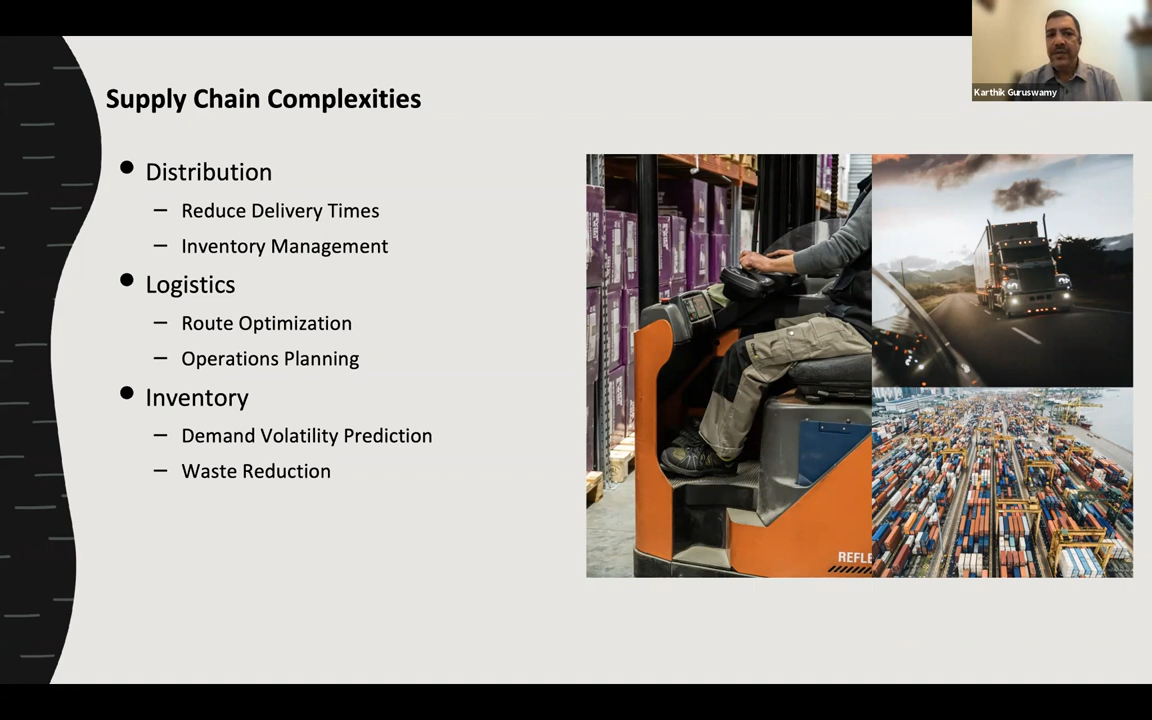 Karthik Guruswamy
Supply Chain Complexities
Distribution
– Reduce Delivery Times
– Inventory Management
Logistics
– Route Optimization
– Operations Planning
Inventory
– Demand Volatility Prediction
– Waste Reduction
REFLE